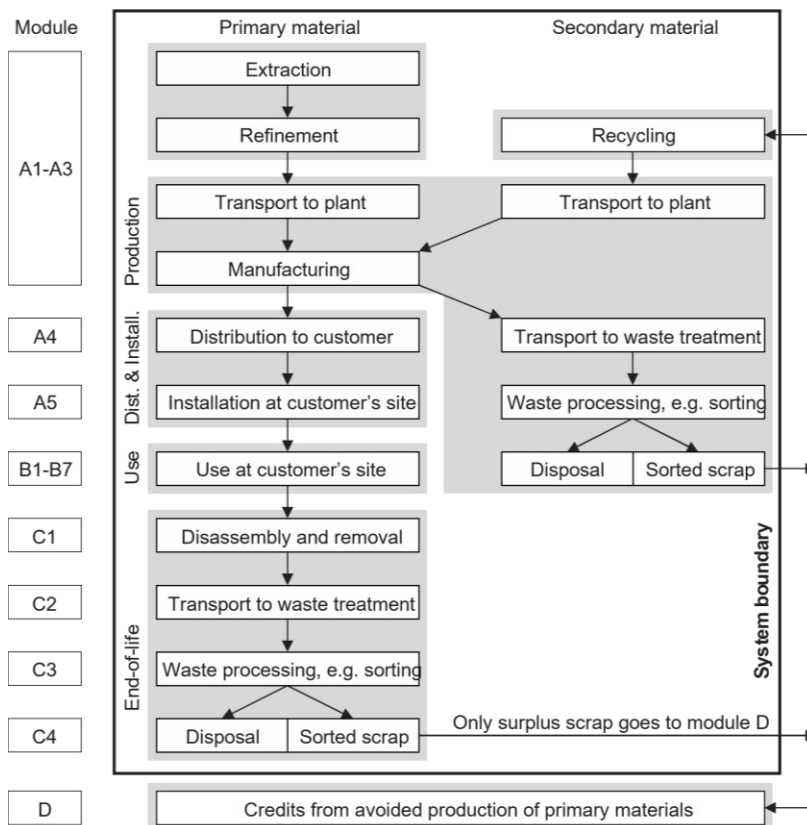 Module
Primary material
Secondary material
A1-A3
Extraction
Refinement
Recycling
Transport to plant
Transport to plant
Manufacturing
Production
A4
Distribution to customer
Transport to waste treatment
A5
Installation at customer's site
Waste processing, e.g. sorting
Dist. & Install.
B1-B7
Use
Use at customer's site
Disposal
Sorted scrap
C1
Disassembly and removal
C2
Transport to waste treatment
C3
Waste processing, e.g. sorting
End-of-life
System boundary
C4
Disposal
Sorted scrap
Only surplus scrap goes to module D
D
Credits from avoided production of primary materials